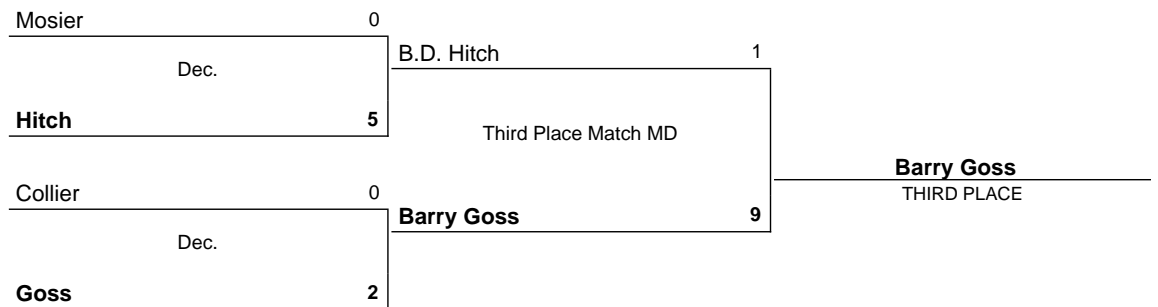 Mosier 0
Dec.
Hitch 5
B.D. Hitch 1
Third Place Match MD
Collier 0
Dec.
Goss 2
Barry Goss 9
Barry Goss
THIRD PLACE